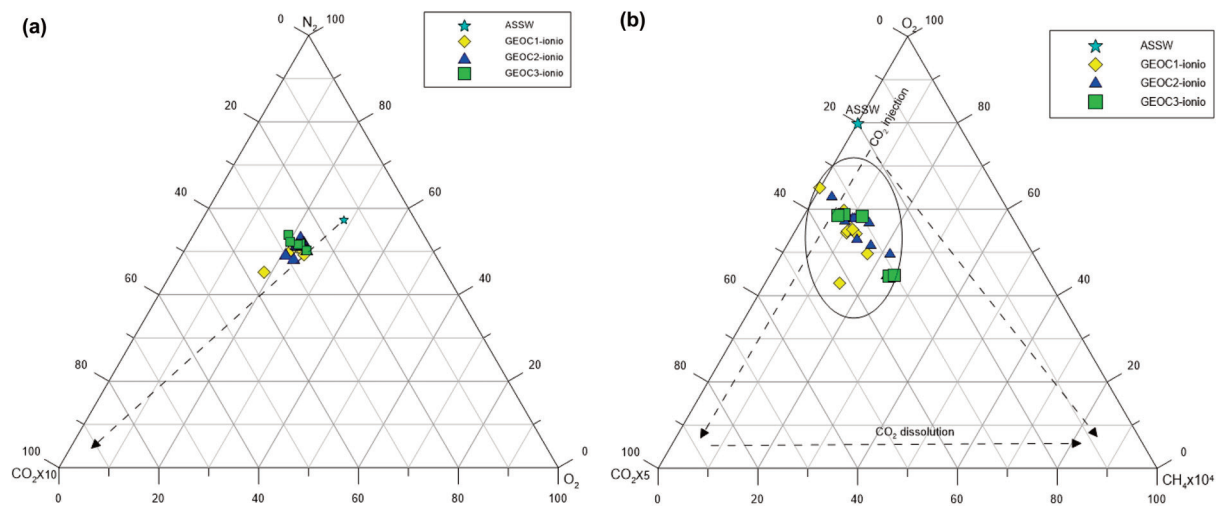 (a)
N₂
0
100
ASSW
GEOC1-ionio
GEOC2-ionio
GEOC3-ionio
20
80
40
60
60
40
80
20
100
0
CO₂X10
O₂
0
20
40
60
80
100
(b)
O₂
0
100
ASSW
GEOC1-ionio
GEOC2-ionio
GEOC3-ionio
ASSW
20
80
CO₂ Injection
40
60
60
40
80
20
CO₂ dissolution
100
0
CO₂X5
CH₄x10⁴
0
20
40
60
80
100